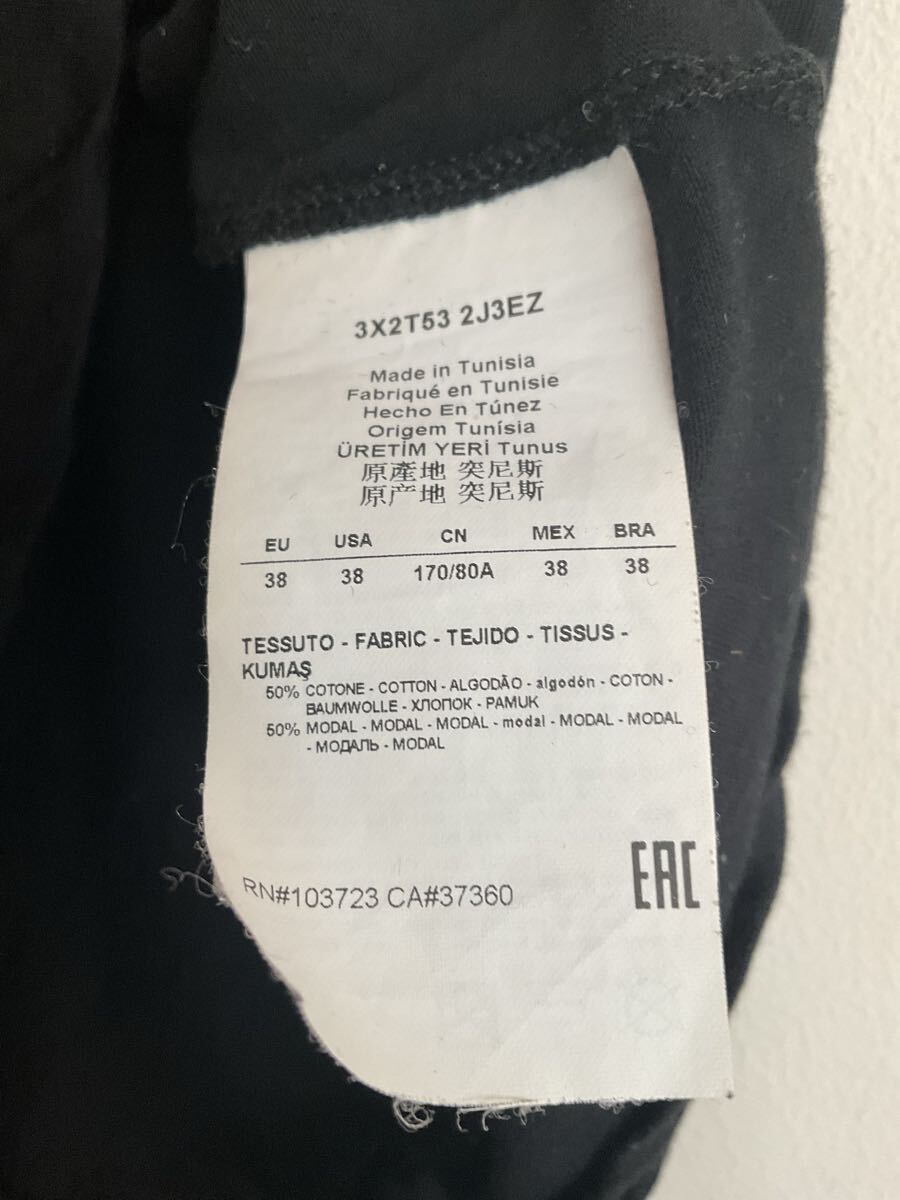 3X2T53 2J3EZ
Made in Tunisia
Fabriqué en Tunisie
Hecho En Túnez
Origem Tunísia
ÜRETİM YERİ Tunus
原產地 突尼斯
原产地 突尼斯
EU USA CN MEX BRA
38 38 170/80A 38 38
TESSUTO - FABRIC - TEJIDO - TISSUS -
KUMAŞ
50% COTONE - COTTON - ALGODÃO - algodón - COTON -
BAUMWOLLE - ХЛОПОК - PAMUK
50% MODAL - MODAL - MODAL - modal - MODAL - MODAL
- МОДАЛЬ - MODAL
RN#103723 CA#37360
EAC